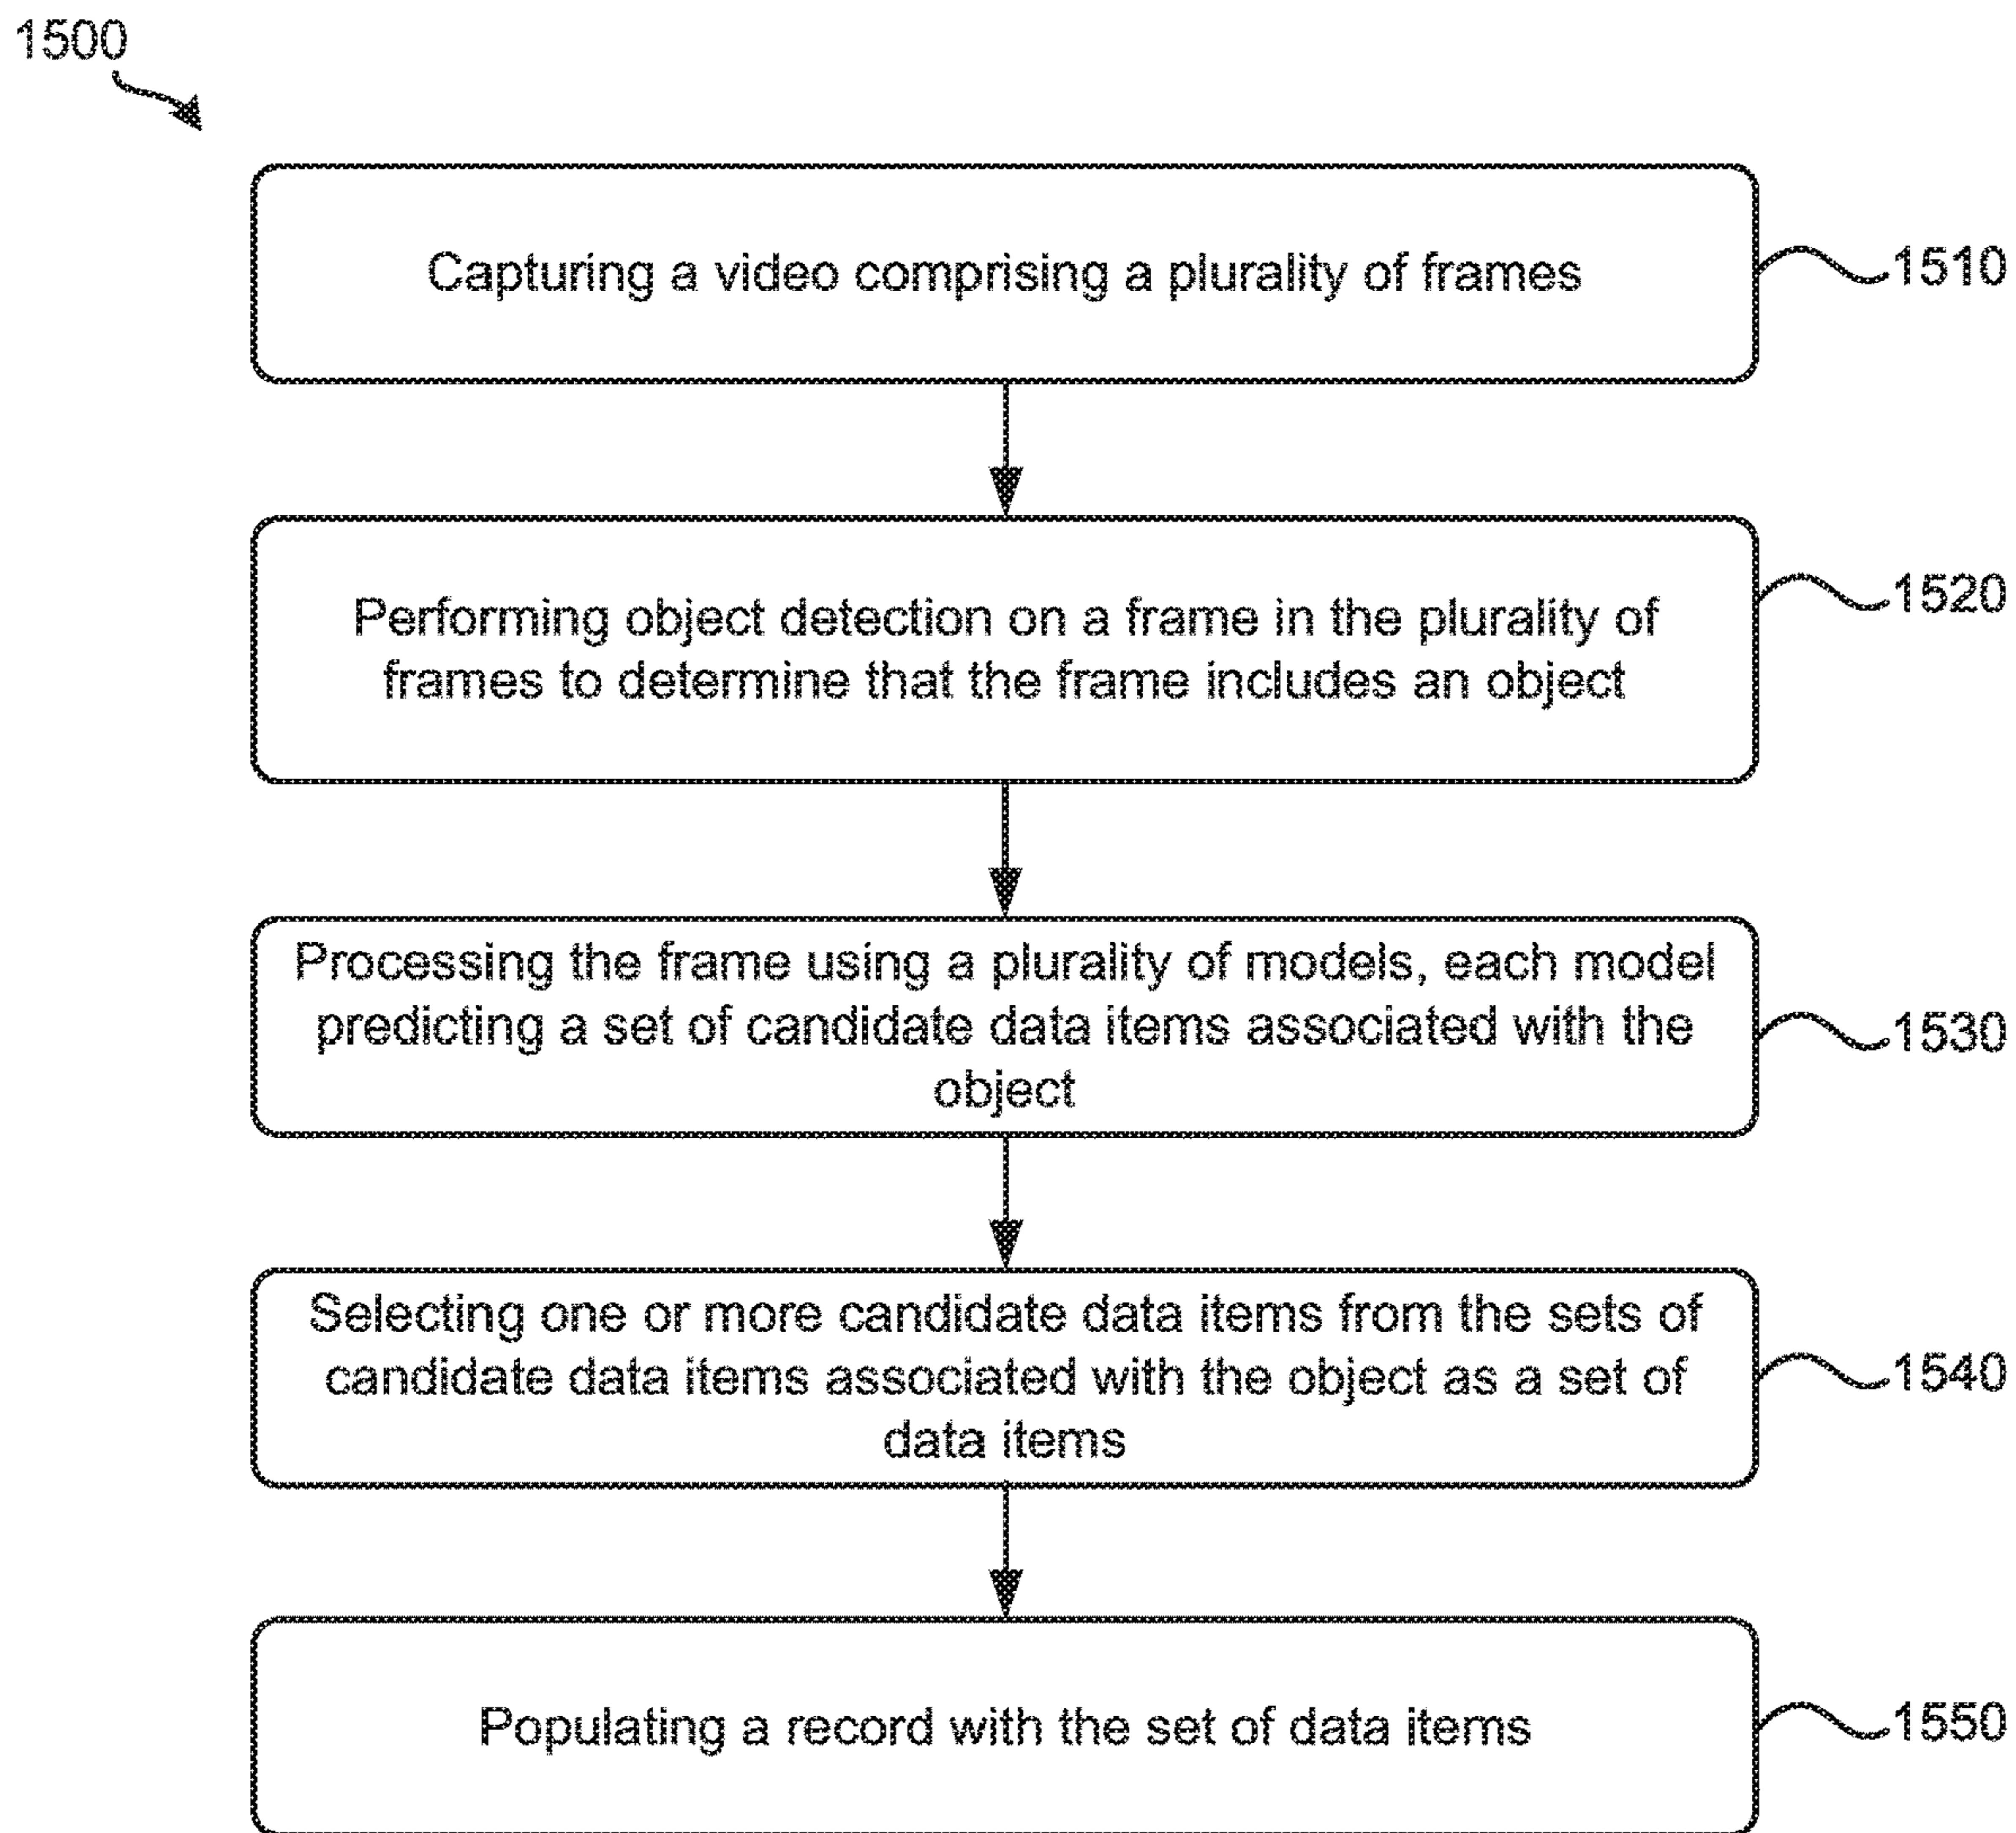 1500
Capturing a video comprising a plurality of frames
1510
Performing object detection on a frame in the plurality of
frames to determine that the frame includes an object
1520
Processing the frame using a plurality of models, each model
predicting a set of candidate data items associated with the
object
1530
Selecting one or more candidate data items from the sets of
candidate data items associated with the object as a set of
data items
1540
Populating a record with the set of data items
1550